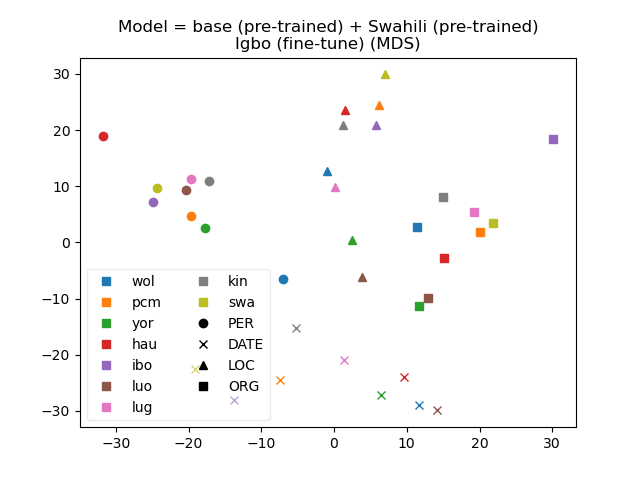 Model = base (pre-trained) + Swahili (pre-trained)
Igbo (fine-tune) (MDS)
30
20
10
0
−10
−20
−30
wol
pcm
yor
hau
ibo
luo
lug
kin
swa
PER
DATE
LOC
ORG
−30 −20 −10 0 10 20 30